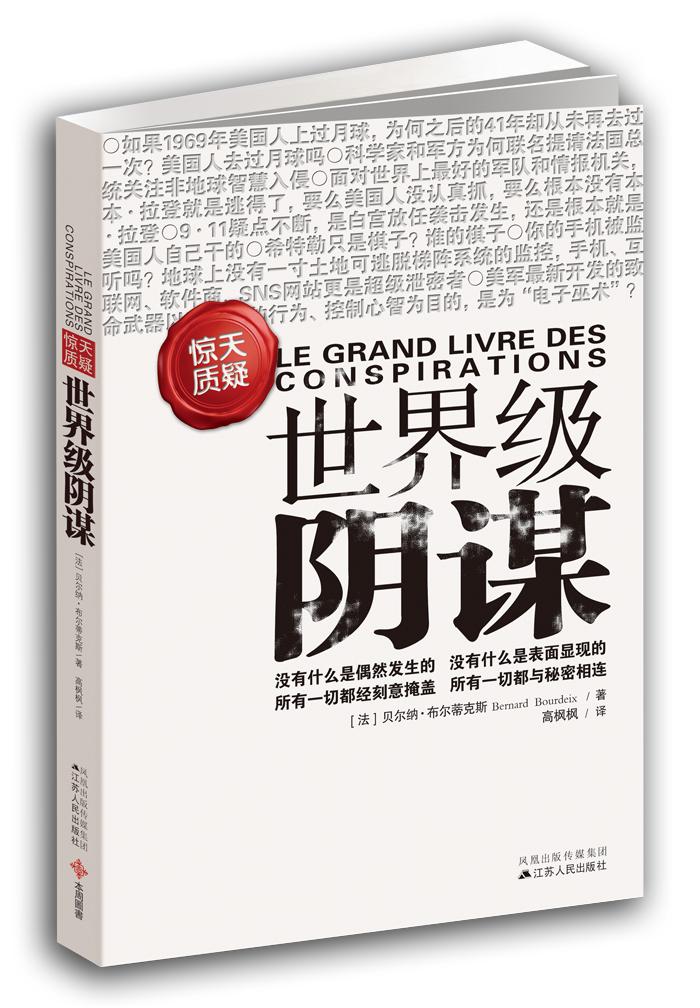 ○如果1969年美国人上过月球，为何之后的41年却从未再去过
一次？美国人去过月球吗○科学家和军方为何联名提请法国总
统关注非地球智慧入侵○面对世界上最好的军队和情报机关，
本·拉登就是逃得了，要么美国人没认真抓，要么根本没有本
·拉登○9·11疑点不断，是白宫放任袭击发生，还是根本就是
美国人自己干的○希特勒只是棋子？谁的棋子○你的手机被监
听吗？地球上没有一寸土地可逃脱梯阵系统的监控，手机、互
联网、软件商、SNS网站更是超级泄密者○美军最新开发的致
命武器以
的行为、控制心智为目的，是为“电子巫术”？
惊天
质疑
LE GRAND LIVRE DES
CONSPIRATIONS
世界级
阴谋
没有什么是偶然发生的 没有什么是表面显现的
所有一切都经刻意掩盖 所有一切都与秘密相连
[法] 贝尔纳·布尔蒂克斯 Bernard Bourdeix / 著
高枫枫 / 译
凤凰出版传媒集团
江苏人民出版社
LE GRAND
LIVRE DES
CONSPIRATIONS
惊天
质疑
世界级阴谋
[法] 贝尔纳·布尔蒂克斯 \ 著
高枫枫 \ 译
凤凰出版传媒集团
江苏人民出版社
本周圖書